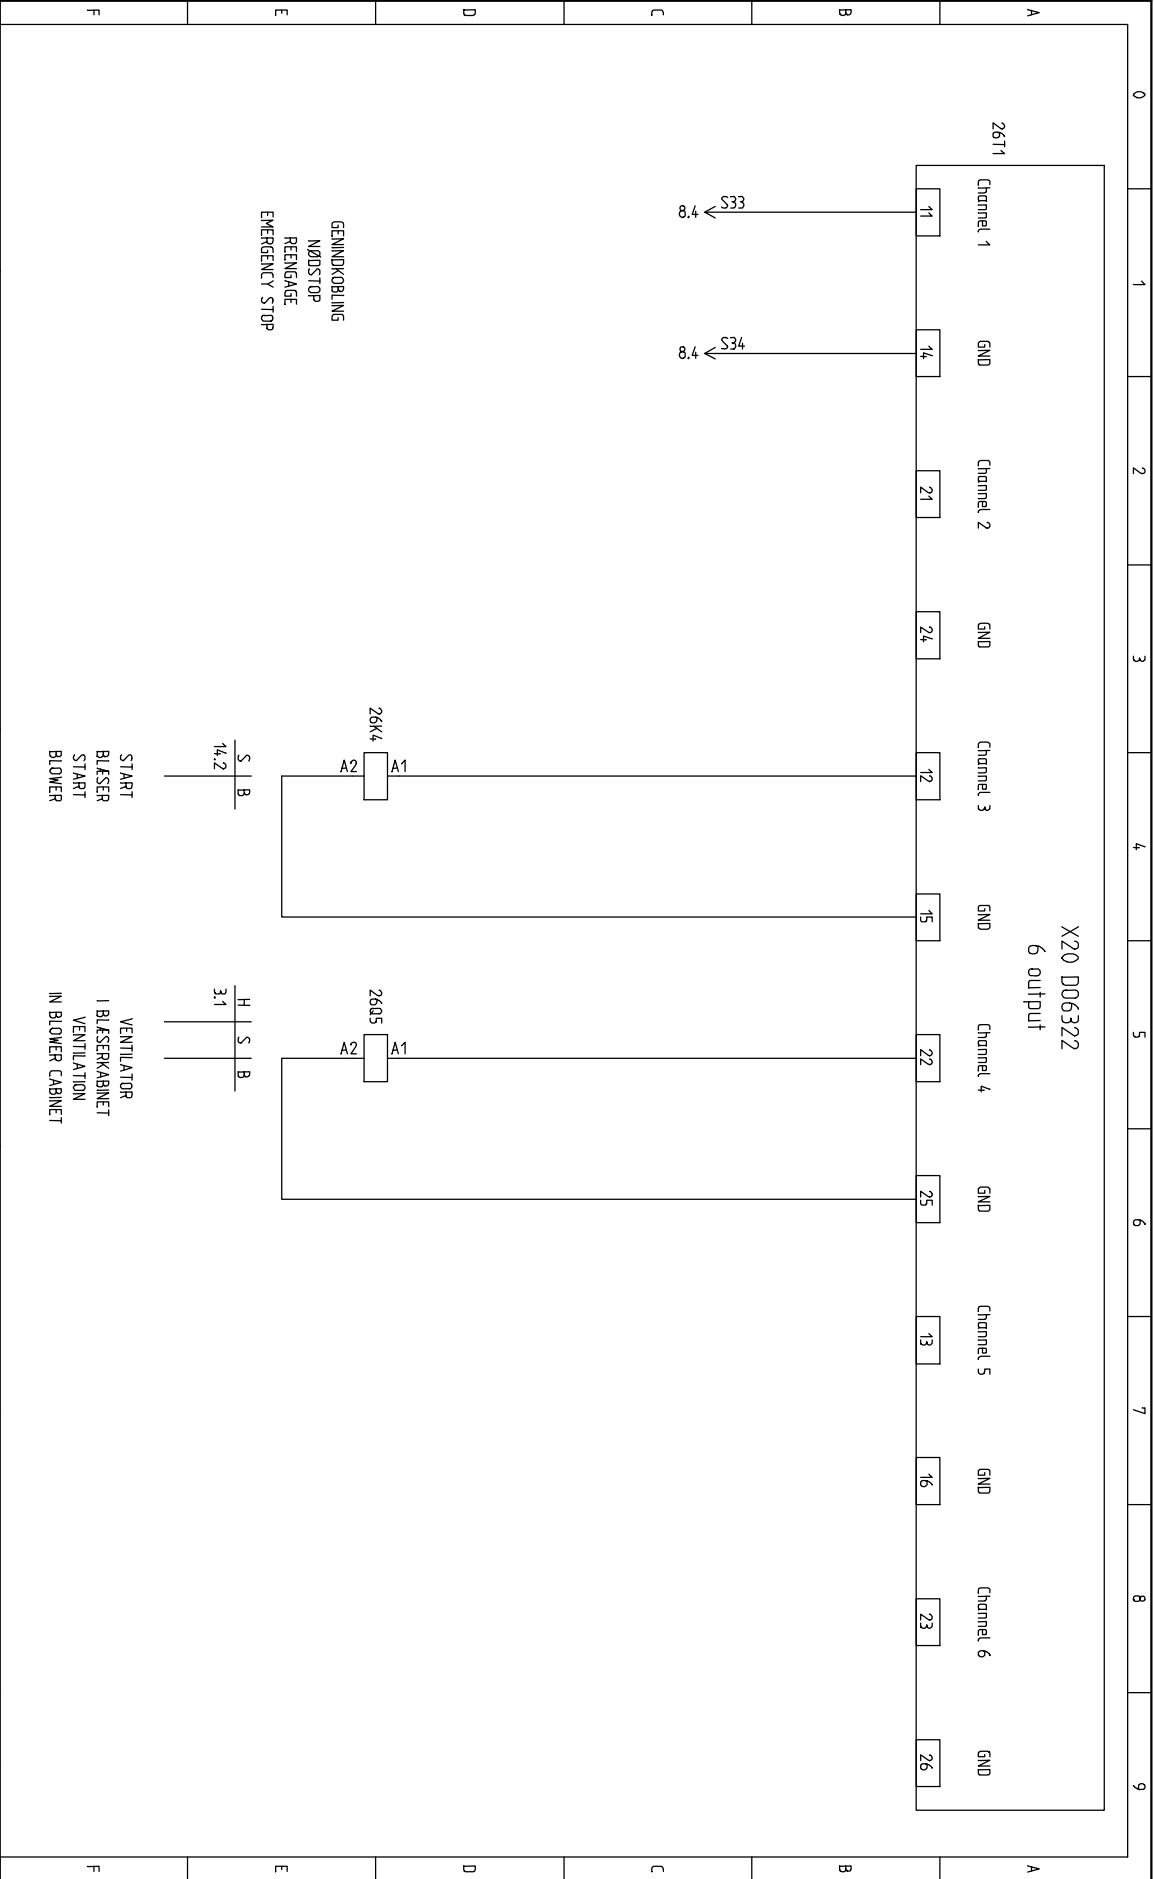 0 1 2 3 4 5 6 7 8 9
A A
B B
C C
D D
E E
F F
X20 DO6322
6 output
26T1
Channel 1 GND Channel 2 GND Channel 3 GND Channel 4 GND Channel 5 GND Channel 6 GND
11 14 21 24 12 15 22 25 13 16 23 26
S33 S34
8.4 8.4
26K4
A1
A2
26Q5
A1
A2
GENINDKOBLING
NØDSTOP
REENGAGE
EMERGENCY STOP
S B
14.2
H S B
3.1
START
BLÆSER
START
BLOWER
VENTILATOR
I BLÆSERKABINET
VENTILATION
IN BLOWER CABINET